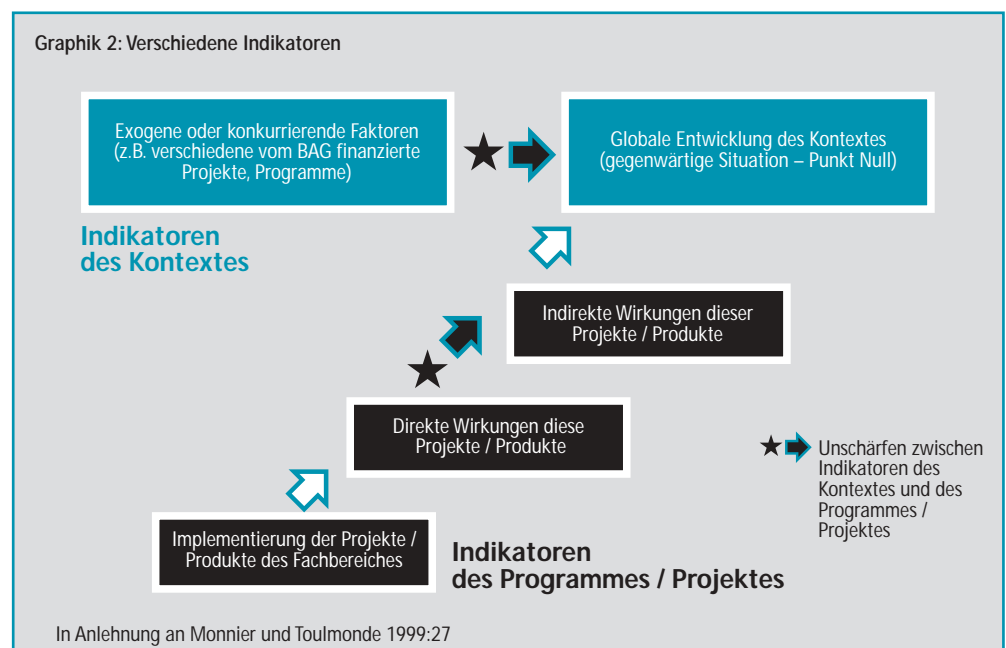 Graphik 2: Verschiedene Indikatoren
Exogene oder konkurrierende Faktoren
(z.B. verschiedene vom BAG finanzierte
Projekte, Programme)
Globale Entwicklung des Kontextes
(gegenwärtige Situation – Punkt Null)
Indikatoren
des Kontextes
Indirekte Wirkungen dieser
Projekte / Produkte
Direkte Wirkungen diese
Projekte / Produkte
Unschärfen zwischen
Indikatoren des
Kontextes und des
Programmes /
Projektes
Implementierung der Projekte /
Produkte des Fachbereiches
Indikatoren
des Programmes / Projektes
In Anlehnung an Monnier und Toulmonde 1999:27